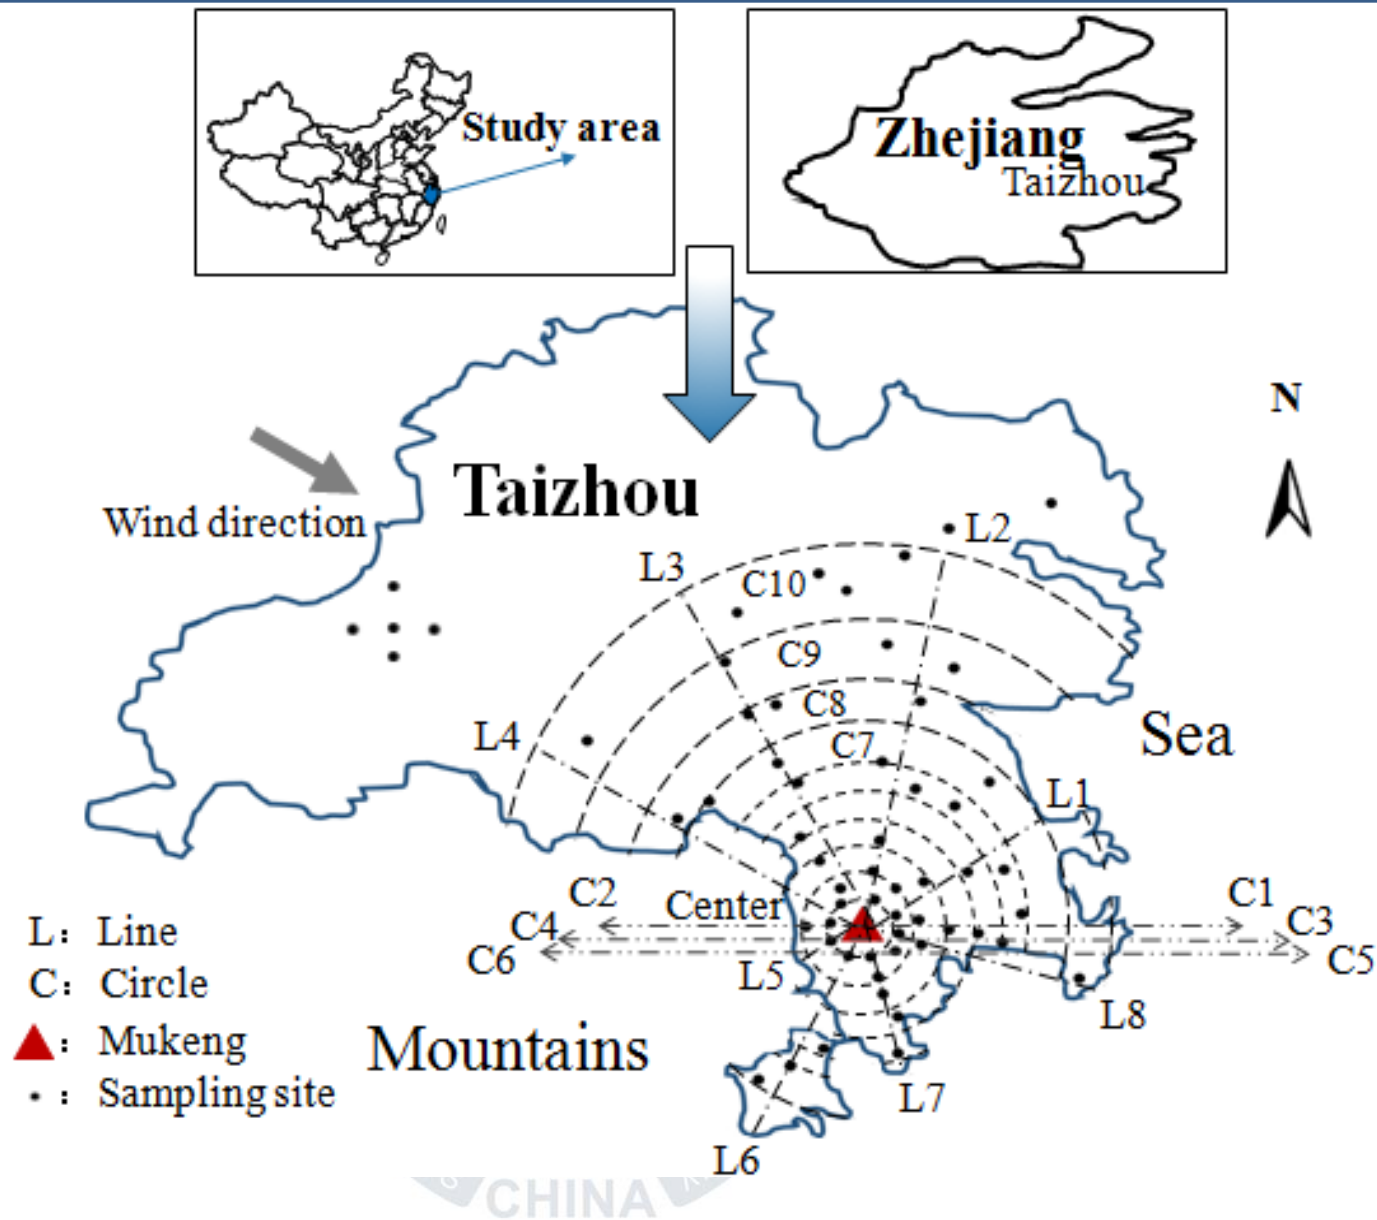 Study area
Zhejiang
Taizhou
N
Taizhou
Wind direction
L2
L3
C10
C9
C8
L4
C7
Sea
L1
C2
Center
C1
L: Line
C4
C3
C6
L5
C5
C: Circle
L8
: Mukeng
Mountains
: Sampling site
L7
L6
CHINA